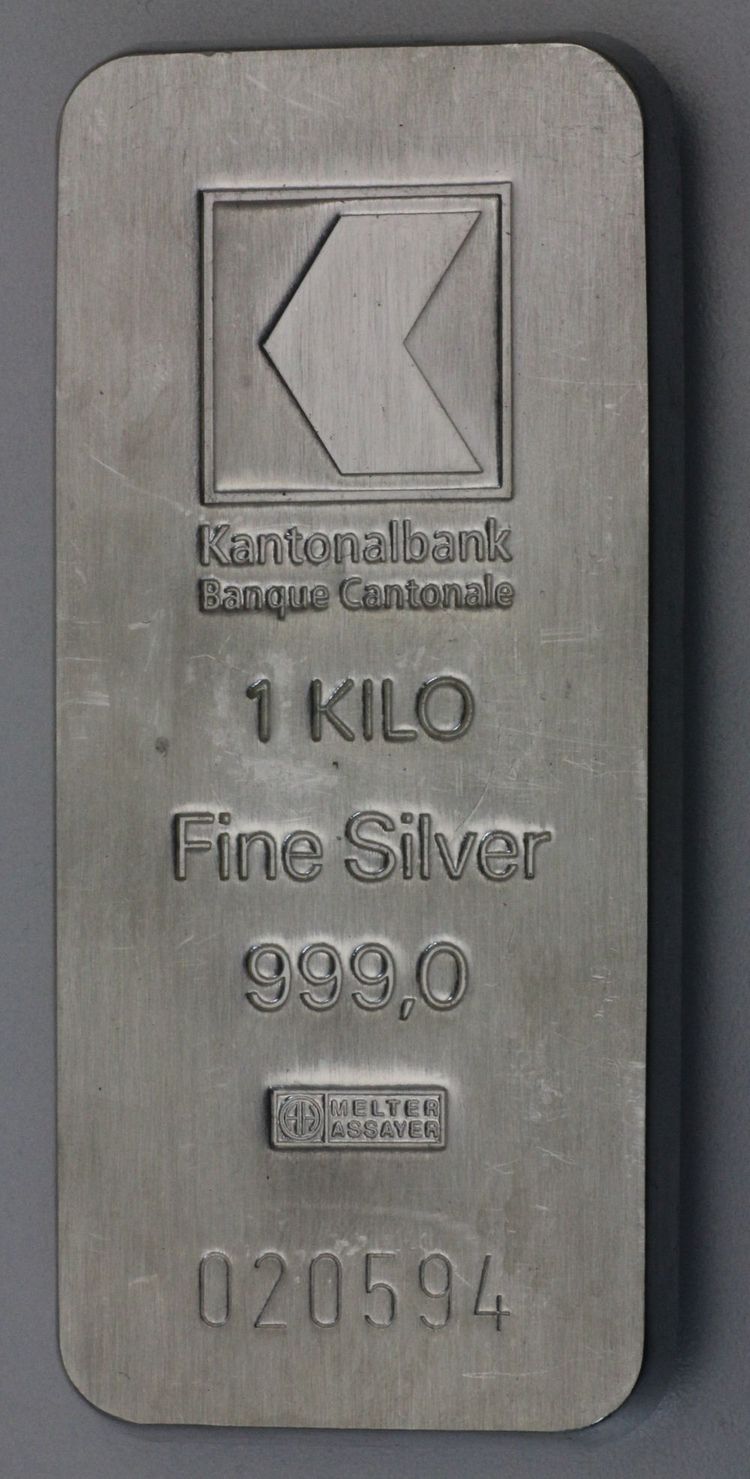 Kantonalbank
Banque Cantonale
1 KILO
Fine Silver
999,0
MELTER
ASSAYER
020594